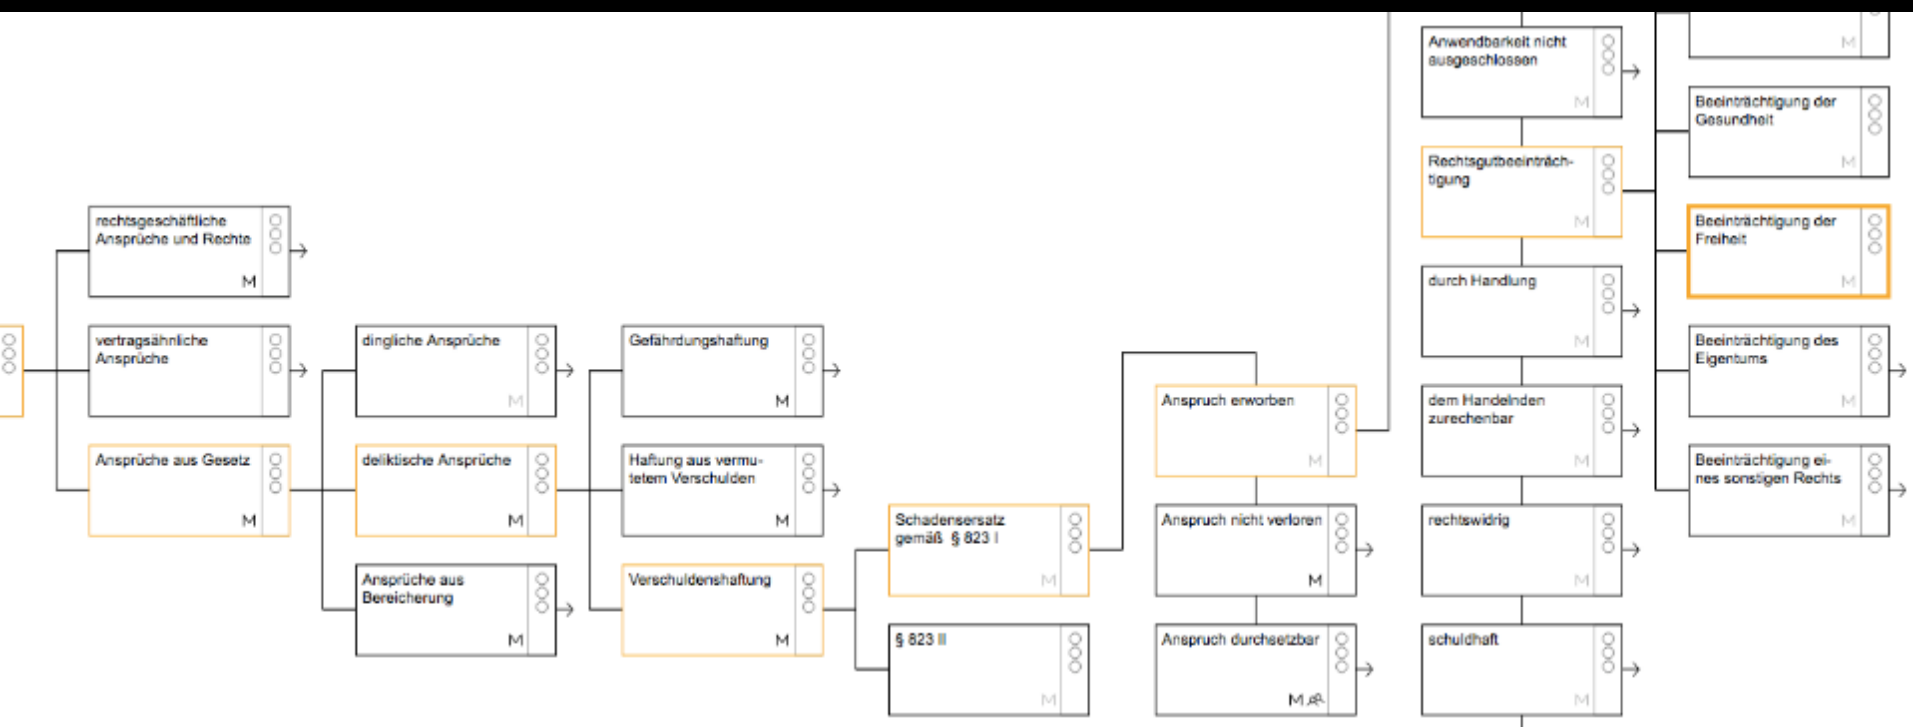 rechtsgeschäftliche
Ansprüche und Rechte
M
vertragsähnliche
Ansprüche
M
Ansprüche aus Gesetz
M
dingliche Ansprüche
M
deliktische Ansprüche
M
Ansprüche aus
Bereicherung
M
Gefährdungshaftung
M
Haftung aus vermu-
tetem Verschulden
M
Verschuldenshaftung
M
Schadensersatz
gemäß § 823 I
M
§ 823 II
M
Anspruch erworben
M
Anspruch nicht verloren
M
Anspruch durchsetzbar
M
Anwendbarkeit nicht
ausgeschlossen
M
Rechtsgutbeeinträch-
tigung
M
durch Handlung
M
dem Handelnden
zurechenbar
M
rechtswidrig
M
schuldhaft
M
M
Beeinträchtigung der
Gesundheit
M
Beeinträchtigung der
Freiheit
M
Beeinträchtigung des
Eigentums
M
Beeinträchtigung ei-
nes sonstigen Rechts
M